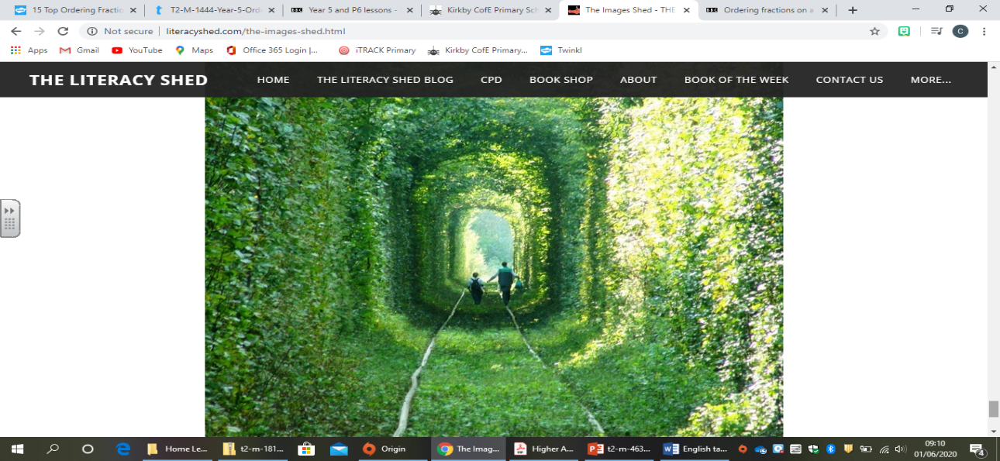 15 Top Ordering Fractio
T2-M-1444-Year-5-Ord
BBC Year 5 and P6 lessons -
Kirkby CofE Primary Sch
The Images Shed - THE
BBC Ordering fractions on a
Not secure | literacyshed.com/the-images-shed.html
C
Apps Gmail YouTube Maps Office 365 Login |... iTRACK Primary Kirkby CofE Primary... Twinkl
THE LITERACY SHED HOME THE LITERACY SHED BLOG CPD BOOK SHOP ABOUT BOOK OF THE WEEK CONTACT US MORE...
Home Le... t2-m-181... Origin The Imag... Higher A... t2-m-463... English ta...
09:10
01/06/2020
4